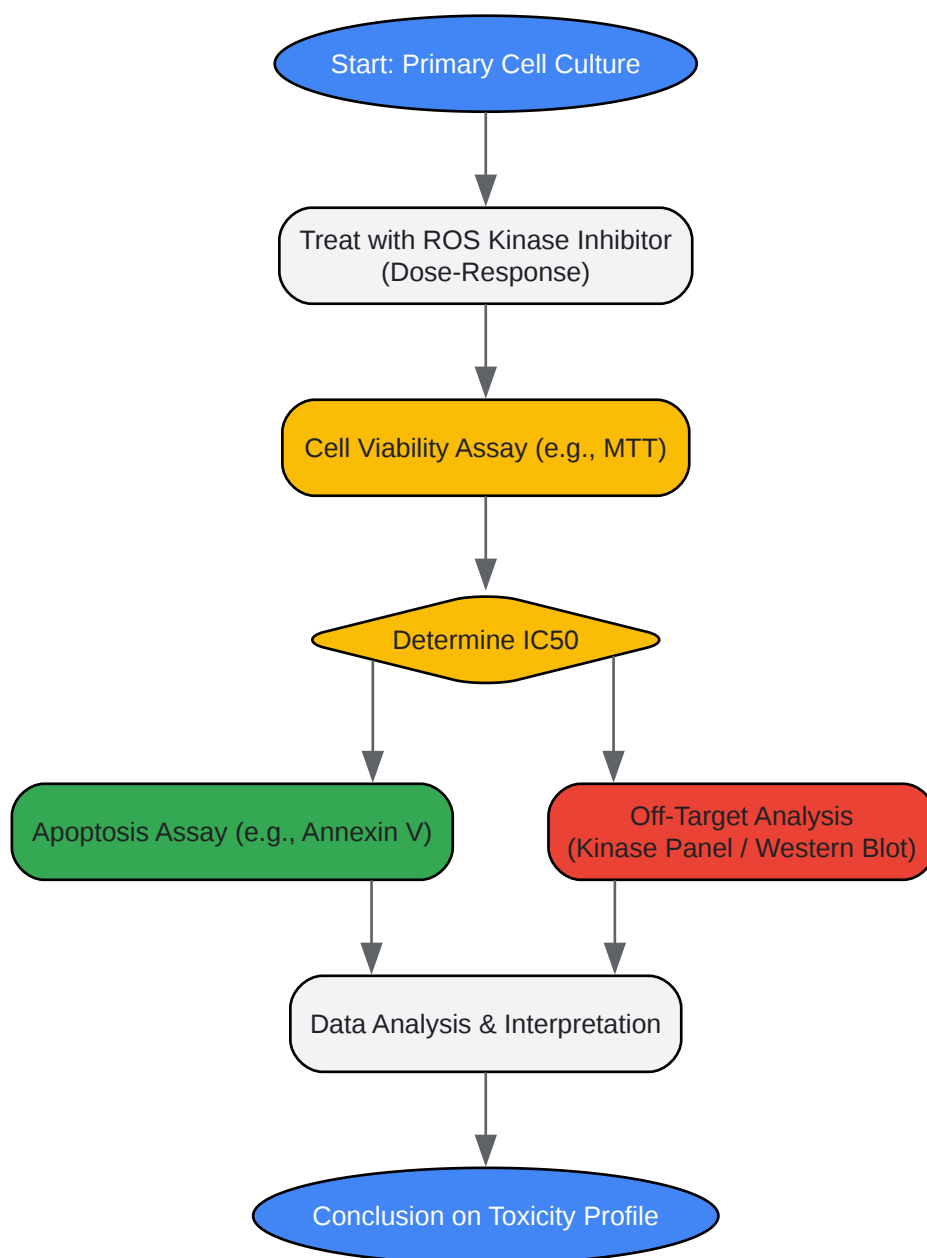 Start: Primary Cell Culture
Treat with ROS Kinase Inhibitor
(Dose-Response)
Cell Viability Assay (e.g., MTT)
Determine IC50
Apoptosis Assay (e.g., Annexin V)
Off-Target Analysis
(Kinase Panel / Western Blot)
Data Analysis & Interpretation
Conclusion on Toxicity Profile